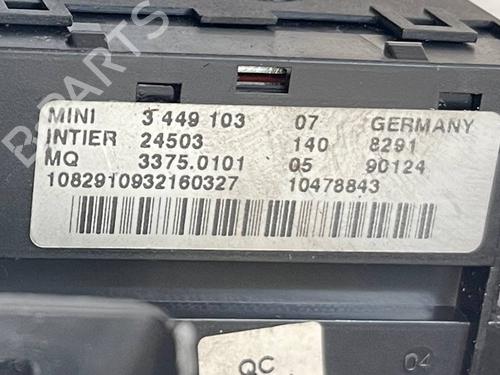 MINI 3 449 103 07 GERMANY
INTIER 24503 140 8291
MQ 3375.0101 05 90124
1082910932160327 10478843
QC
04
B-PARTS